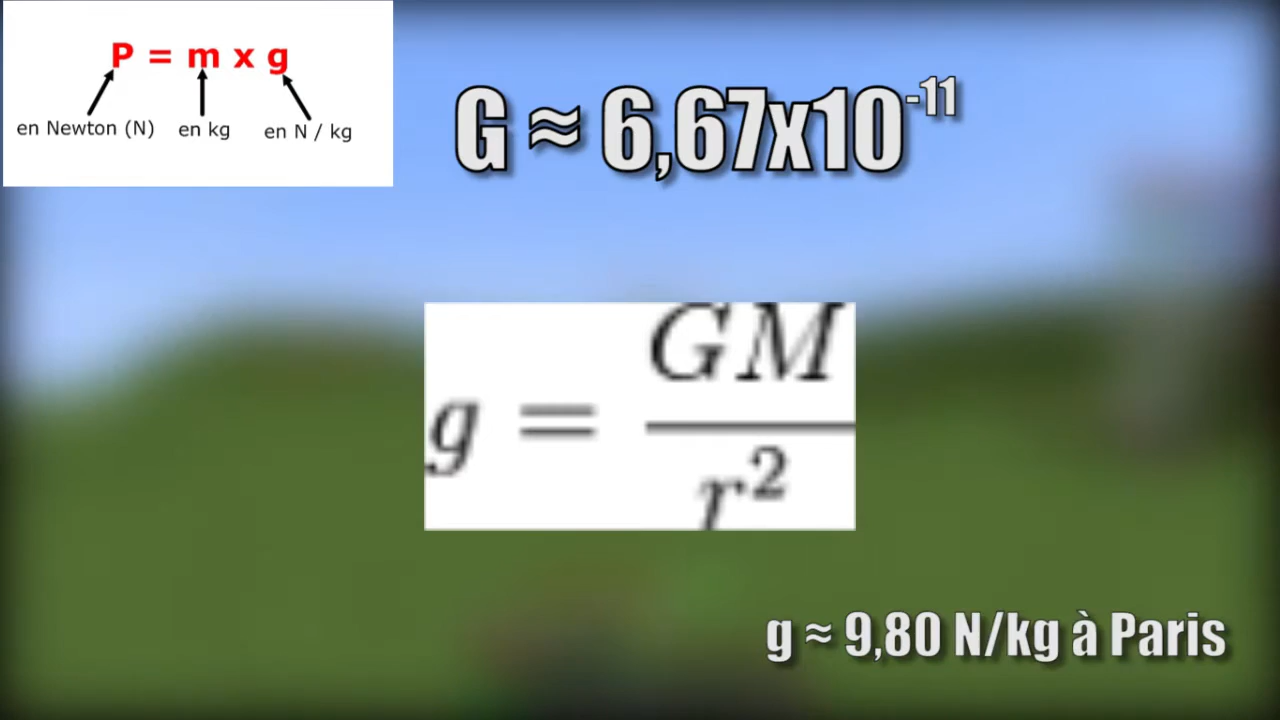 P = m x g
en Newton (N) en kg en N / kg
G ≈ 6,67x10⁻¹¹
g = GM / r²
g ≈ 9,80 N/kg à Paris